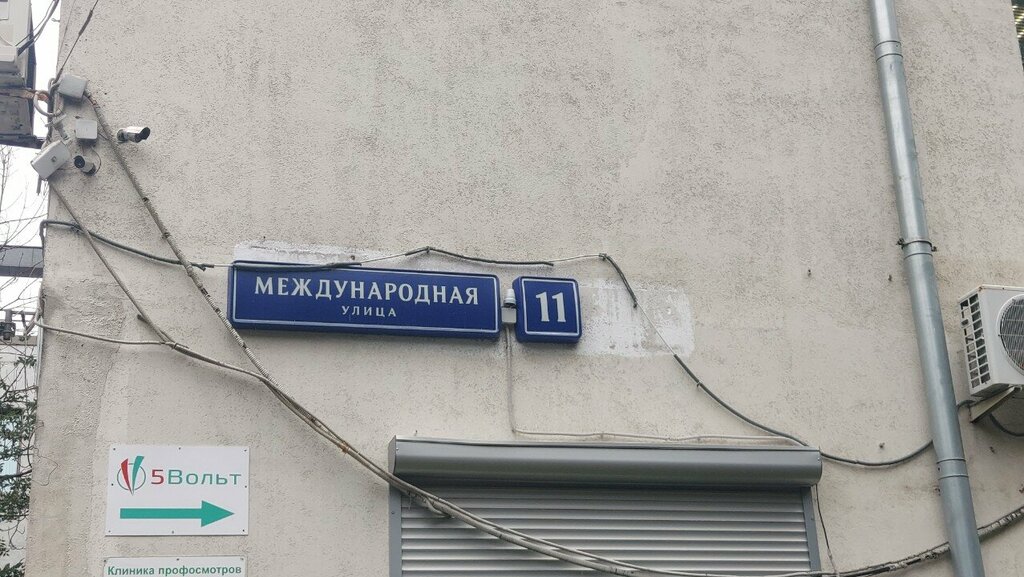 МЕЖДУНАРОДНАЯ
УЛИЦА
11
5Вольт
Клиника профосмотров